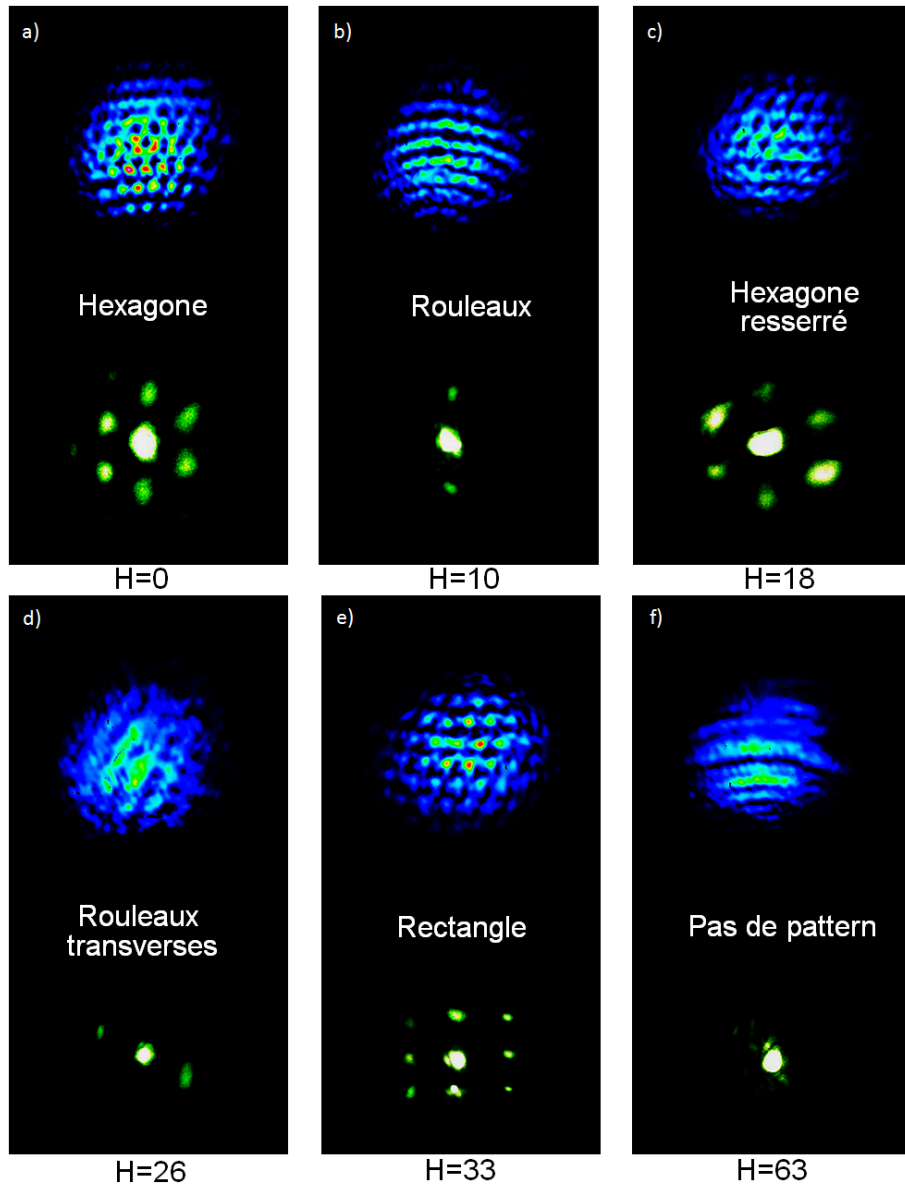 a)
Hexagone
H=0
b)
Rouleaux
H=10
c)
Hexagone
resserré
H=18
d)
Rouleaux
transverses
H=26
e)
Rectangle
H=33
f)
Pas de pattern
H=63